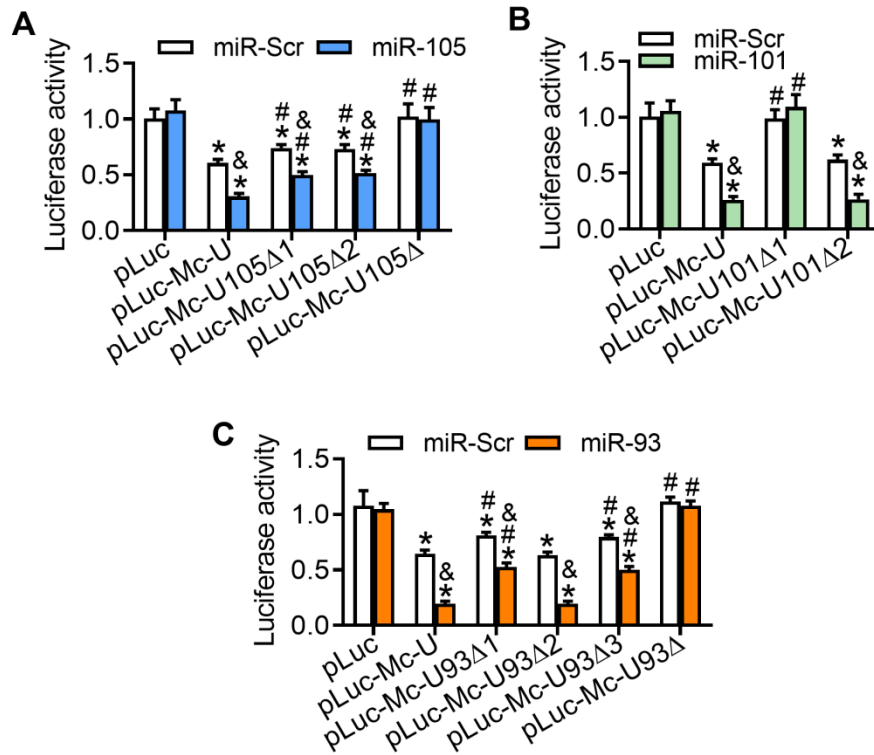 A
miR-Scr miR-105
Luciferase activity
1.5
1.0
0.5
0.0
* & * # * & # * # * & # * # #
pLuc
pLuc-Mc-U
pLuc-Mc-U105Δ1
pLuc-Mc-U105Δ2
pLuc-Mc-U105Δ
B
miR-Scr
miR-101
Luciferase activity
1.5
1.0
0.5
0.0
* & * # # * & *
pLuc
pLuc-Mc-U
pLuc-Mc-U101Δ1
pLuc-Mc-U101Δ2
C
miR-Scr miR-93
Luciferase activity
1.5
1.0
0.5
0.0
* & * # * & # * * & * # * & # * # #
pLuc
pLuc-Mc-U
pLuc-Mc-U93Δ1
pLuc-Mc-U93Δ2
pLuc-Mc-U93Δ3
pLuc-Mc-U93Δ